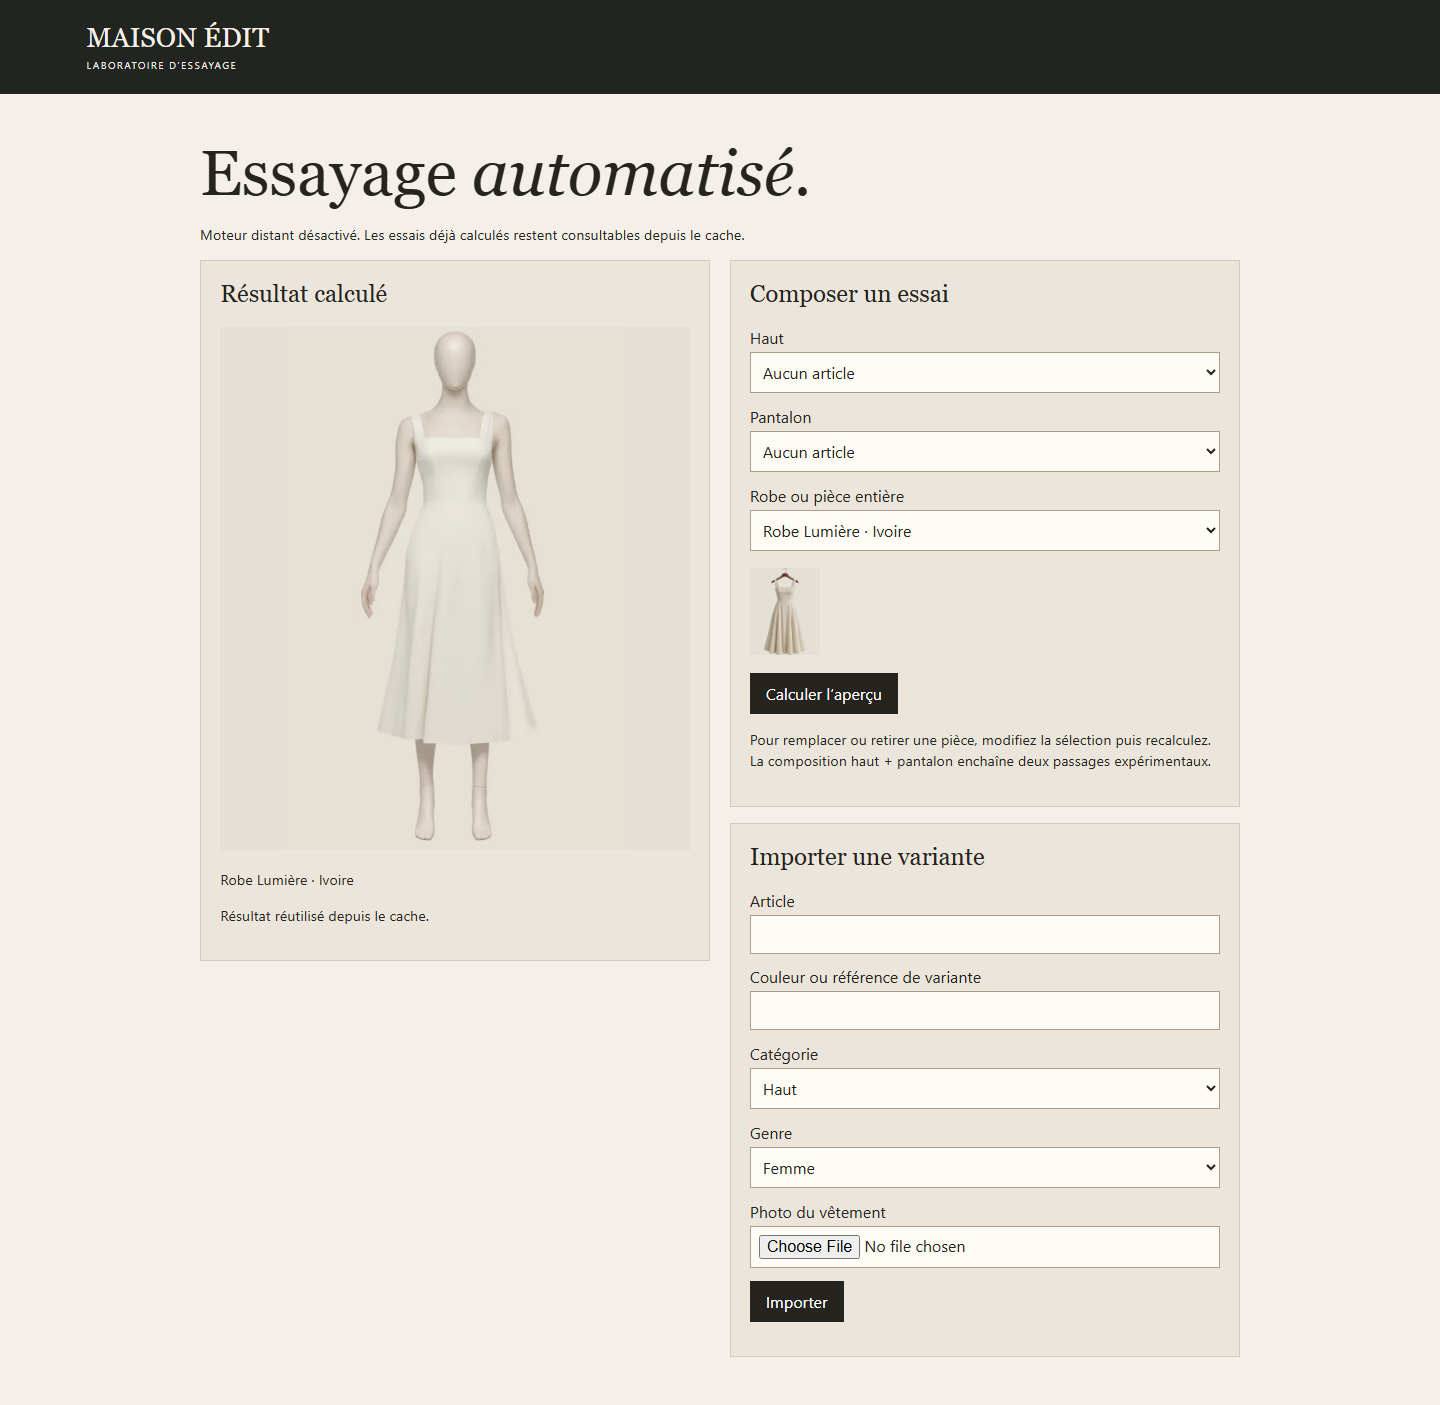 MAISON ÉDIT
LABORATOIRE D'ESSAYAGE
Essayage automatisé.
Moteur distant désactivé. Les essais déjà calculés restent consultables depuis le cache.
Résultat calculé
Robe Lumière · Ivoire
Résultat réutilisé depuis le cache.
Composer un essai
Haut
Aucun article
Pantalon
Aucun article
Robe ou pièce entière
Robe Lumière · Ivoire
Calculer l’aperçu
Pour remplacer ou retirer une pièce, modifiez la sélection puis recalculez.
La composition haut + pantalon enchaîne deux passages expérimentaux.
Importer une variante
Article
Couleur ou référence de variante
Catégorie
Haut
Genre
Femme
Photo du vêtement
Choose File No file chosen
Importer